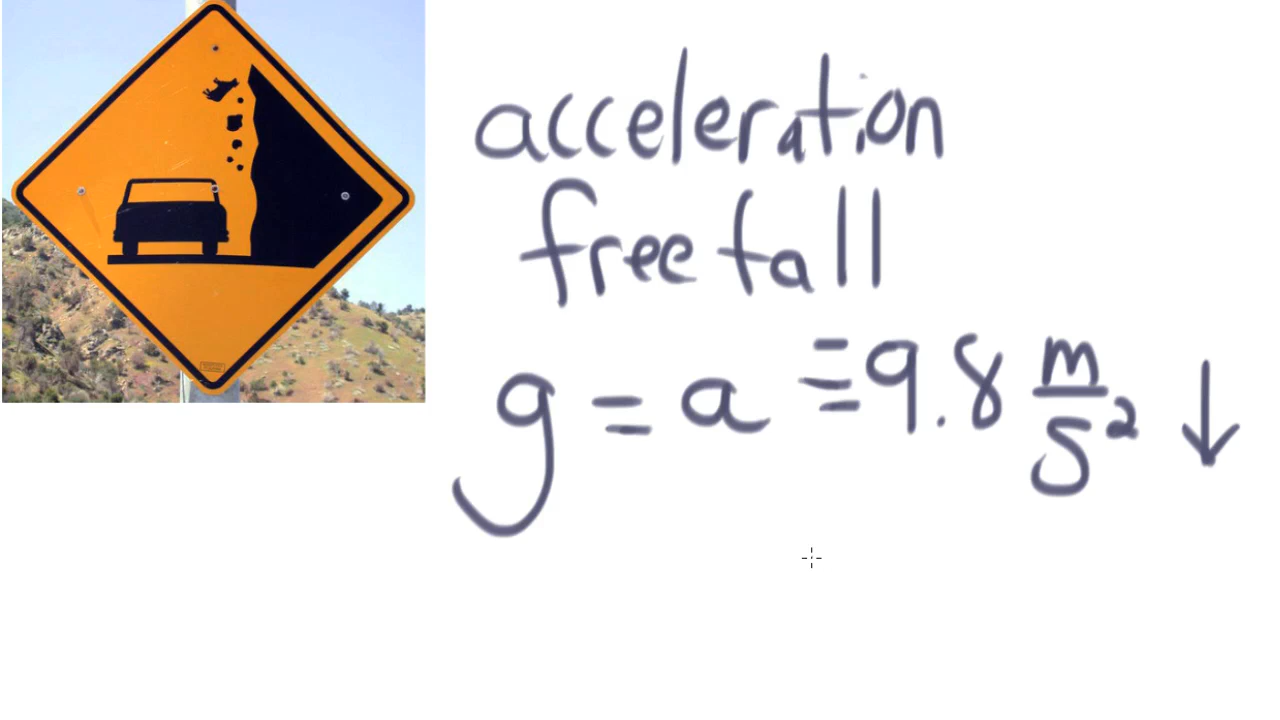 acceleration
free fall
g = a = 9.8 m/s² ↓